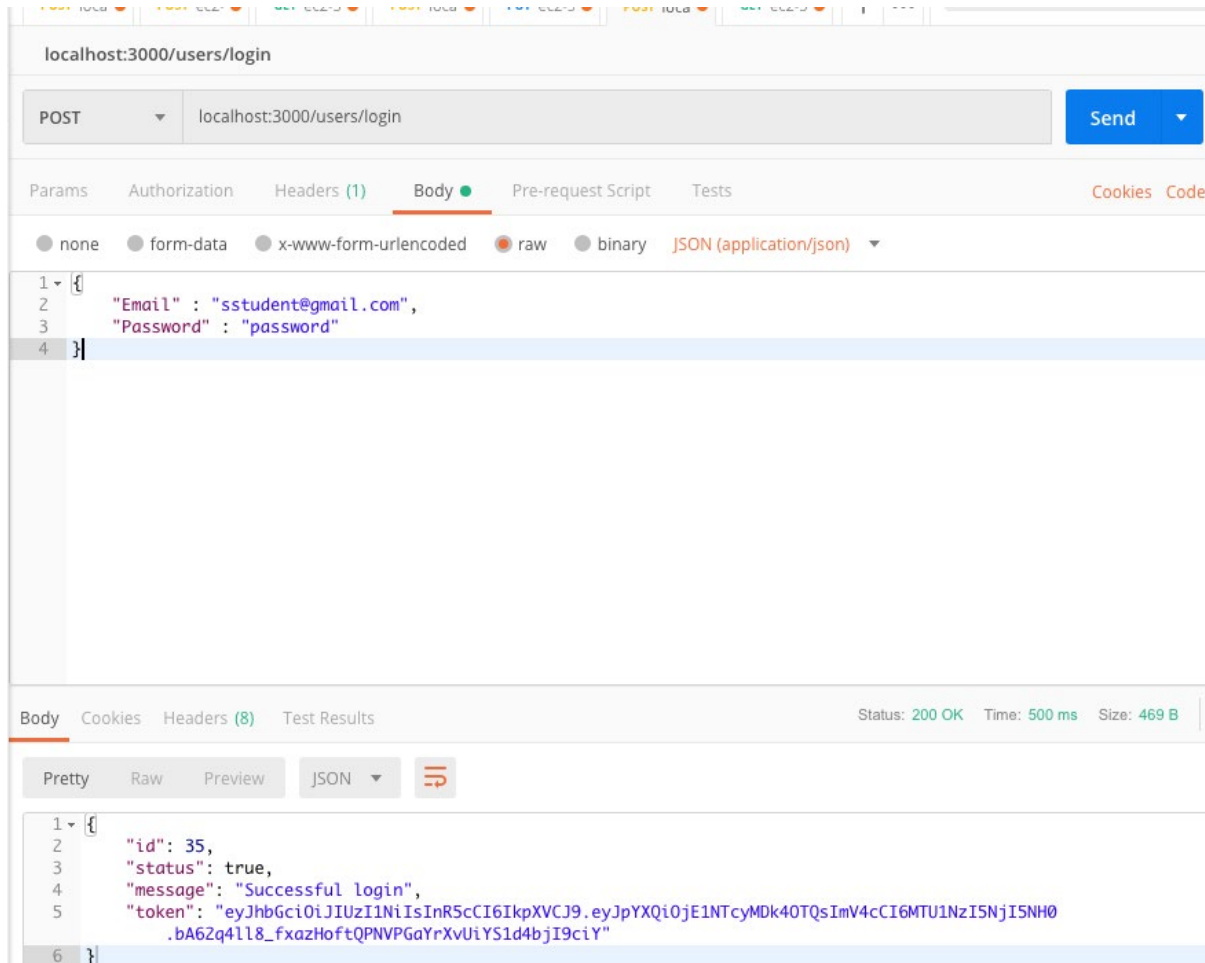 localhost:3000/users/login
POST localhost:3000/users/login Send
Params Authorization Headers (1) Body Pre-request Script Tests Cookies Code
none form-data x-www-form-urlencoded raw binary JSON (application/json)
1 {
2 "Email" : "sstudent@gmail.com",
3 "Password" : "password"
4 }
Body Cookies Headers (8) Test Results Status: 200 OK Time: 500 ms Size: 469 B
Pretty Raw Preview JSON
1 {
2 "id": 35,
3 "status": true,
4 "message": "Successful login",
5 "token": "eyJhbGciOiJIUzI1NiIsInR5cCI6IkpXVCJ9.eyJpYXQiOjE1NTcyMDk4OTQsImV4cCI6MTU1NzI5NjI5NH0
.bA62q4ll8_fxazHoftQPNVPGaYrXvUiYS1d4bjI9ciY"
6 }